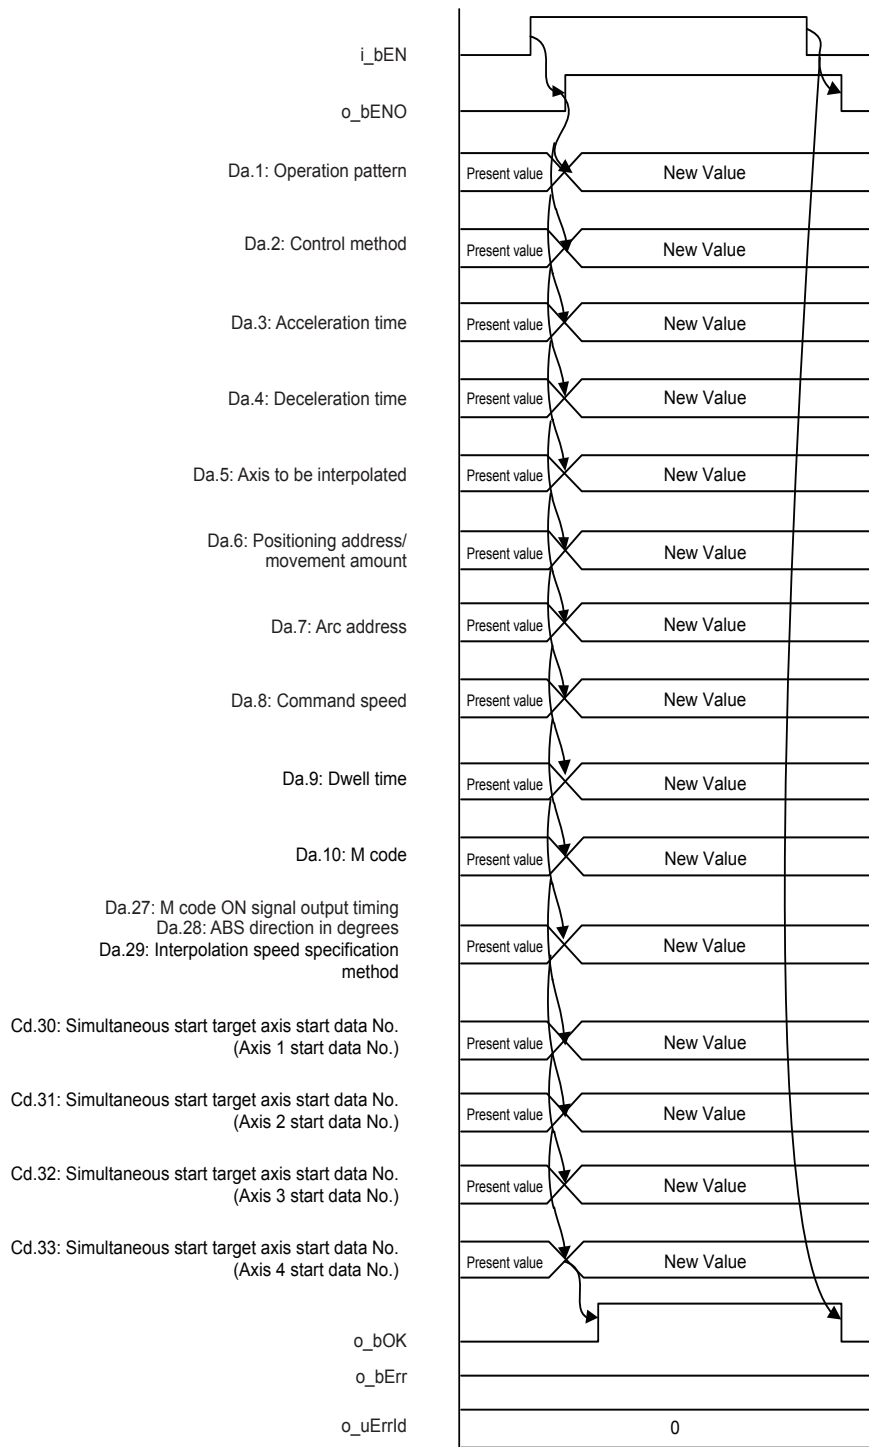 i_bEN
o_bENO
Da.1: Operation pattern Present value New Value
Da.2: Control method Present value New Value
Da.3: Acceleration time Present value New Value
Da.4: Deceleration time Present value New Value
Da.5: Axis to be interpolated Present value New Value
Da.6: Positioning address/
movement amount Present value New Value
Da.7: Arc address Present value New Value
Da.8: Command speed Present value New Value
Da.9: Dwell time Present value New Value
Da.10: M code Present value New Value
Da.27: M code ON signal output timing
Da.28: ABS direction in degrees
Da.29: Interpolation speed specification
method
Present value New Value
Cd.30: Simultaneous start target axis start data No.
(Axis 1 start data No.) Present value New Value
Cd.31: Simultaneous start target axis start data No.
(Axis 2 start data No.) Present value New Value
Cd.32: Simultaneous start target axis start data No.
(Axis 3 start data No.) Present value New Value
Cd.33: Simultaneous start target axis start data No.
(Axis 4 start data No.) Present value New Value
o_bOK
o_bErr
o_uErrId 0